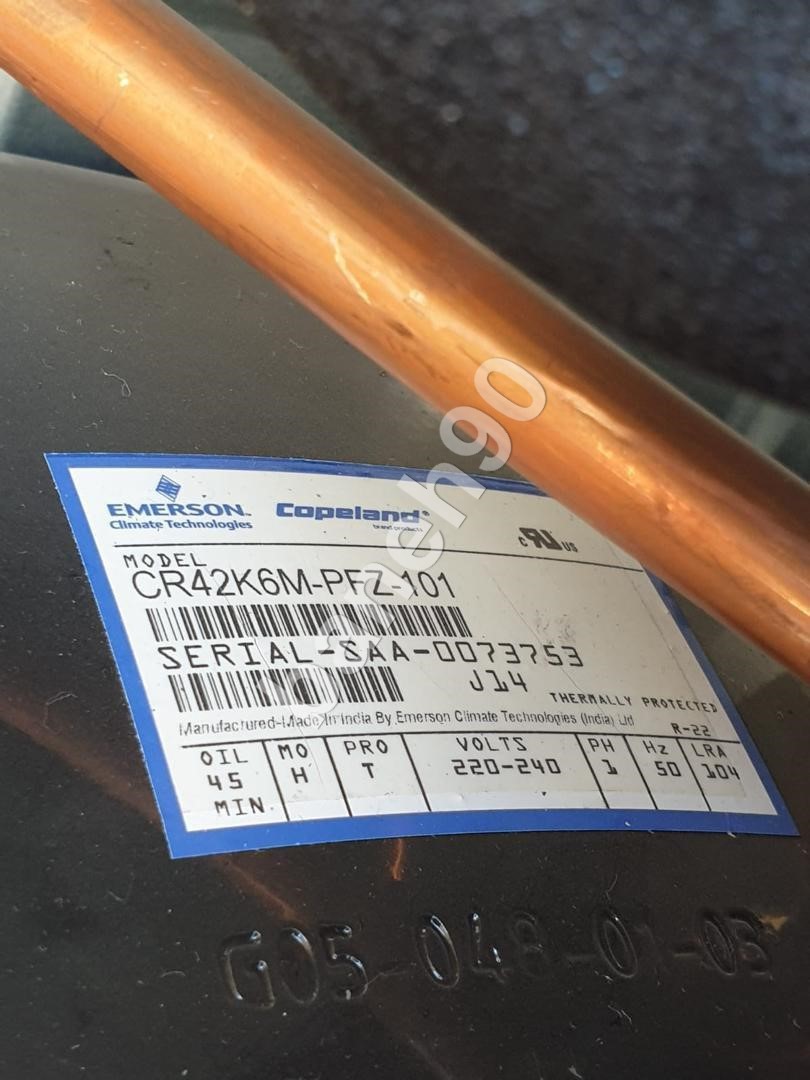 EMERSON.
Climate Technologies
Copeland
brand products
c UL US
MODEL
CR42K6M-PFZ-101
SERIAL-SAA-0073753
J14
THERMALLY PROTECTED
Manufactured-Made In India By Emerson Climate Technologies (India) Ltd
R-22
OIL MO PRO VOLTS PH Hz LRA
45 H T 220-240 1 50 104
MIN
G05-048-01-03